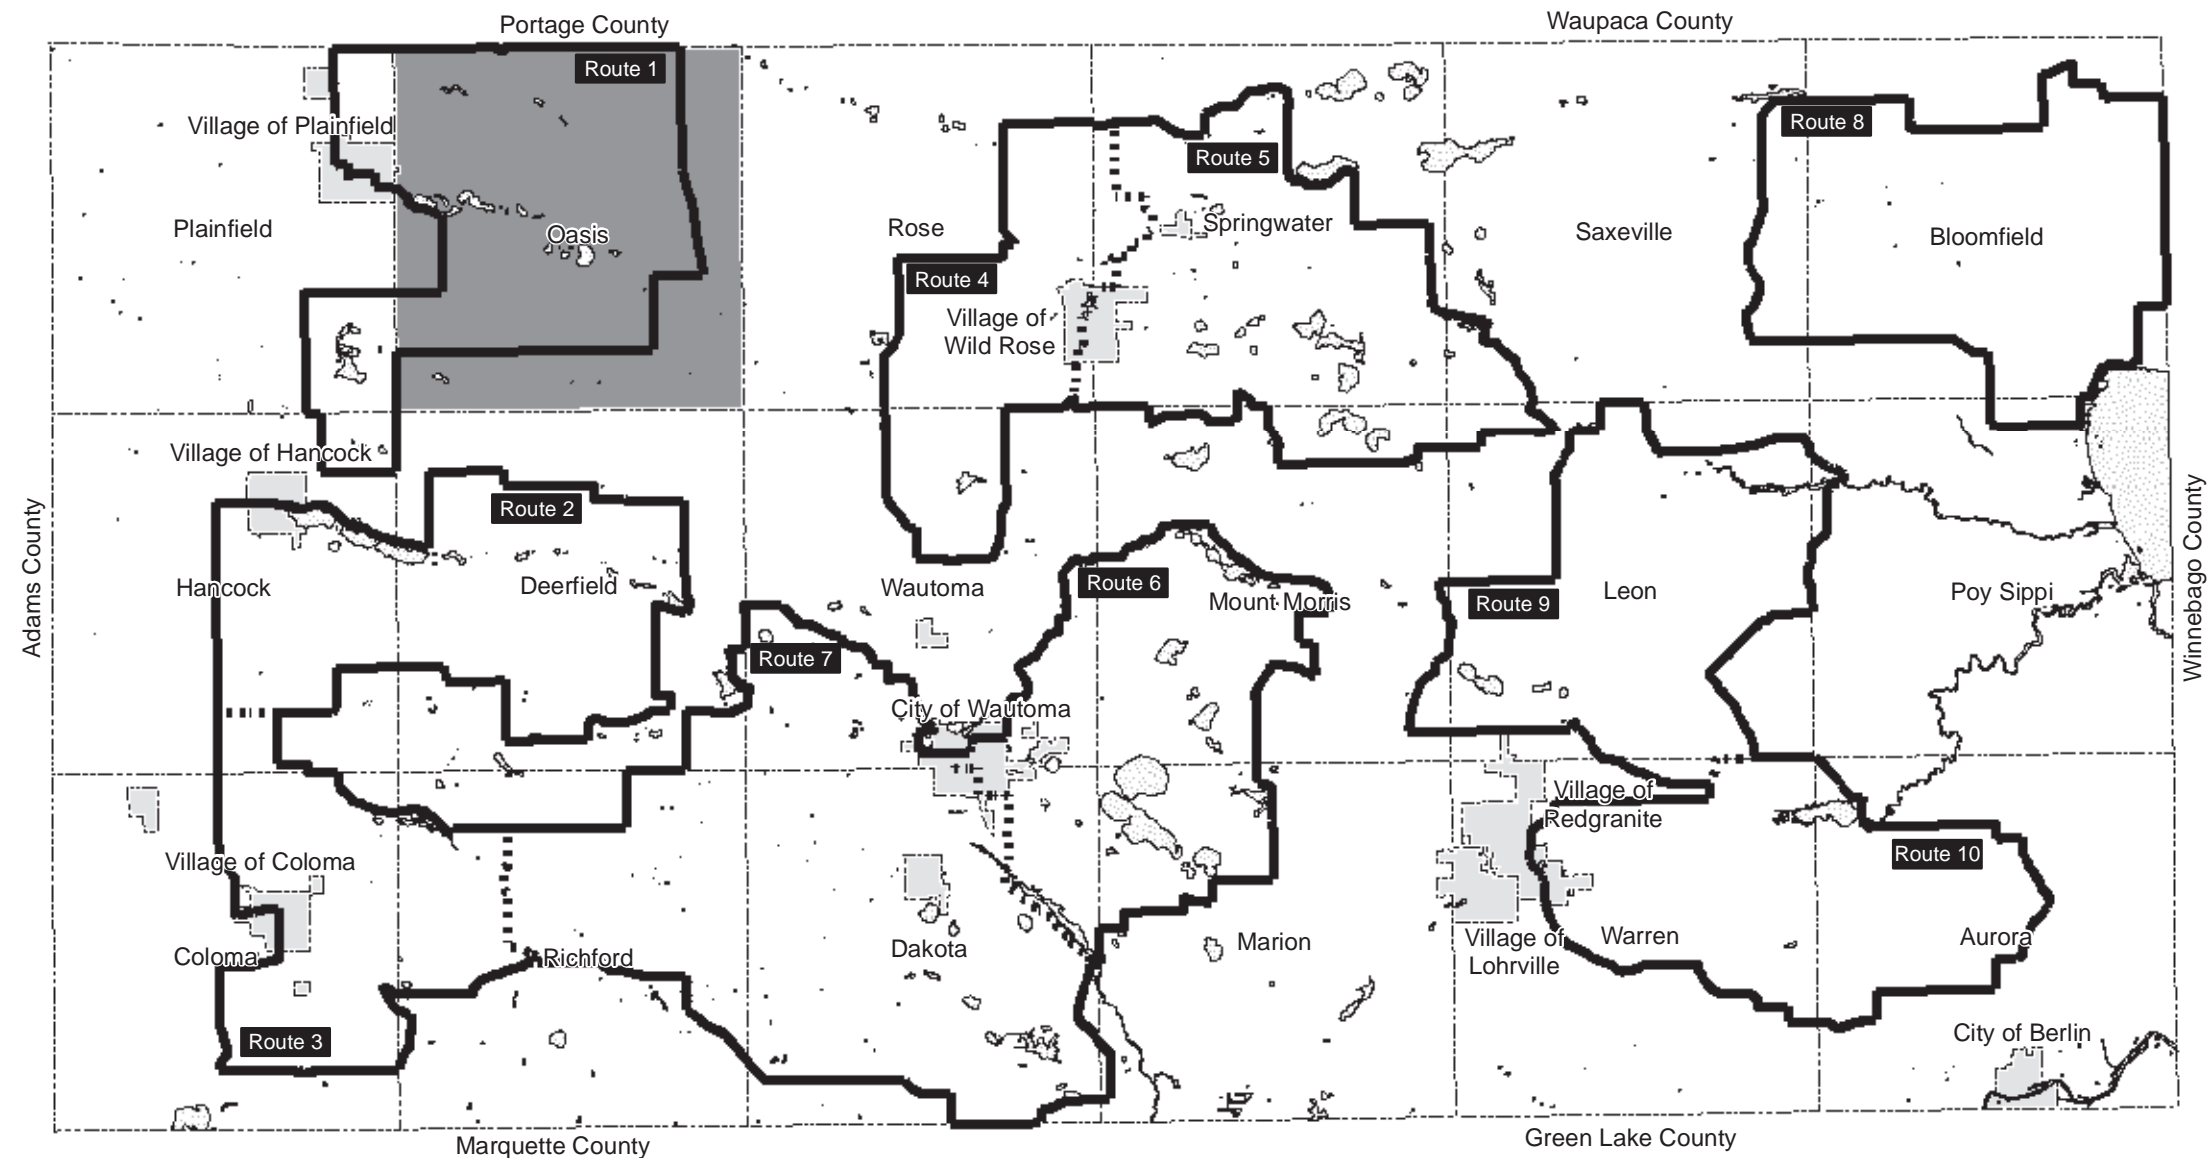 Portage County
Waupaca County
Route 1
Route 8
Village of Plainfield
Route 5
Plainfield
Oasis
Rose
Springwater
Saxeville
Bloomfield
Route 4
Village of
Wild Rose
Village of Hancock
Route 2
Adams County
Winnebago County
Hancock
Deerfield
Wautoma
Route 6
Mount Morris
Route 9
Leon
Poy Sippi
Route 7
City of Wautoma
Village of
Redgranite
Village of Coloma
Route 10
Coloma
Richford
Dakota
Marion
Village of
Lohrville
Warren
Aurora
Route 3
City of Berlin
Marquette County
Green Lake County